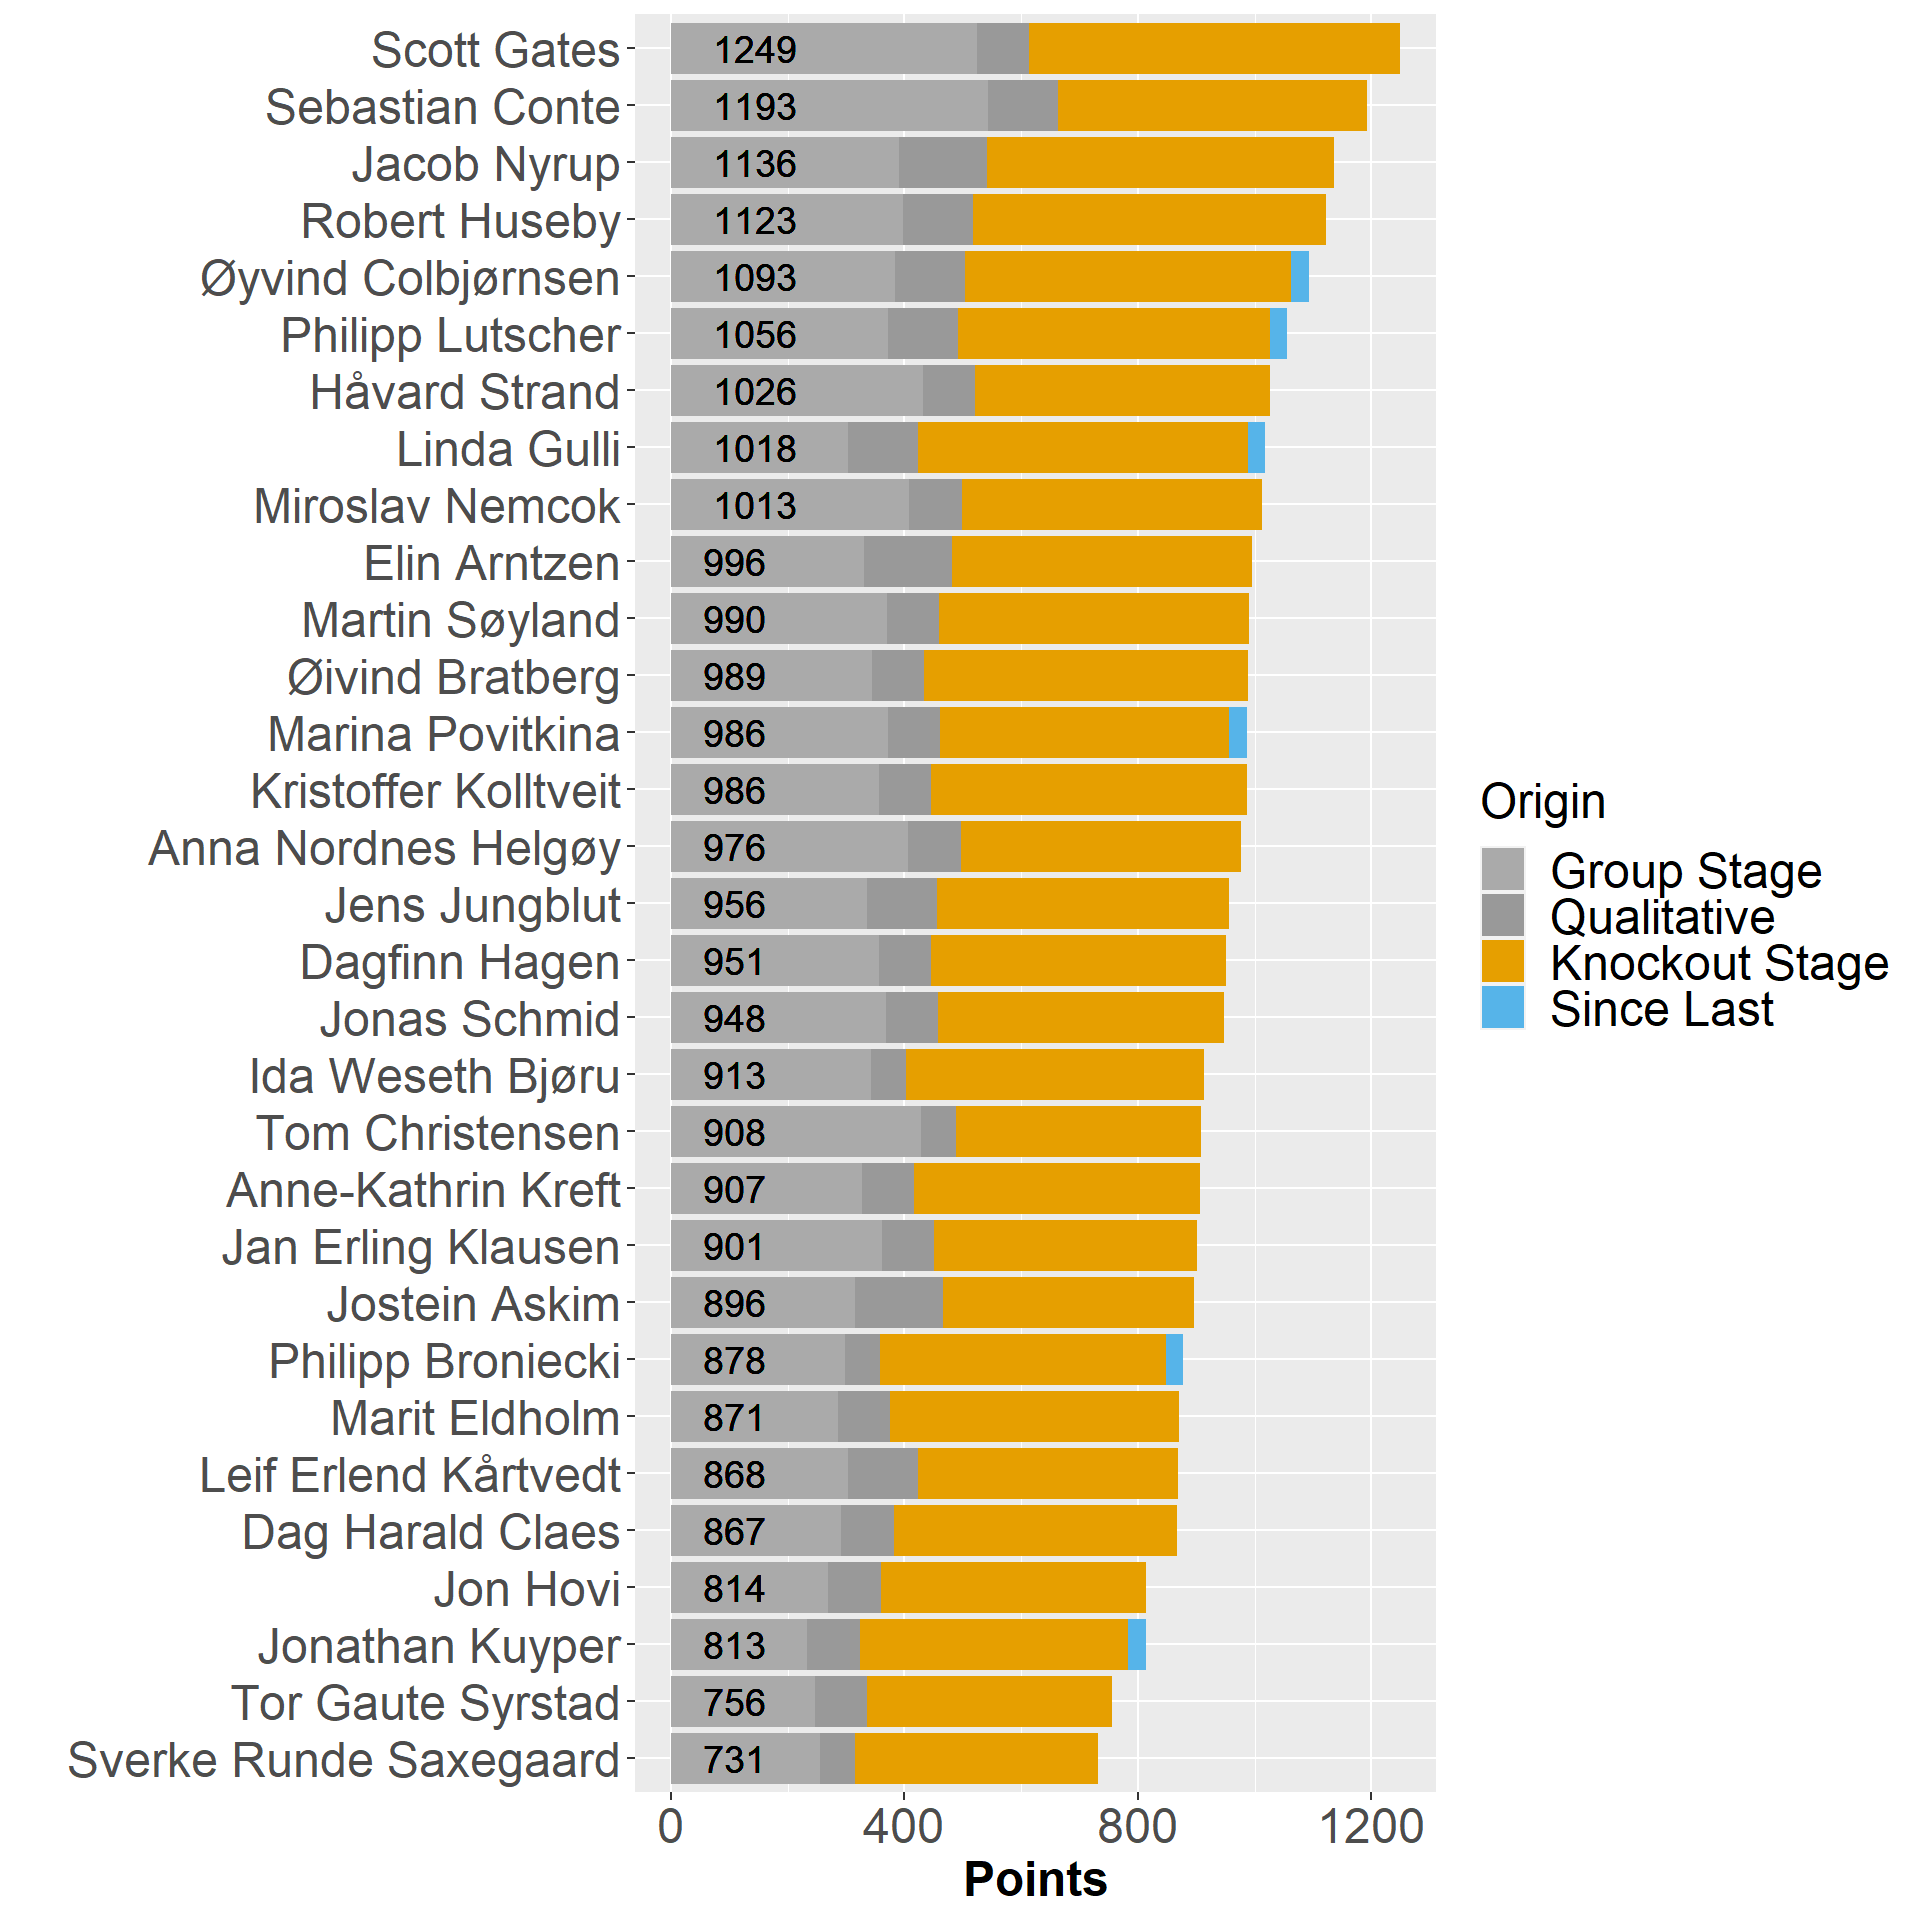 Scott Gates 1249
Sebastian Conte 1193
Jacob Nyrup 1136
Robert Huseby 1123
Øyvind Colbjørnsen 1093
Philipp Lutscher 1056
Håvard Strand 1026
Linda Gulli 1018
Miroslav Nemcok 1013
Elin Arntzen 996
Martin Søyland 990
Øivind Bratberg 989
Marina Povitkina 986
Kristoffer Kolltveit 986
Anna Nordnes Helgøy 976
Jens Jungblut 956
Dagfinn Hagen 951
Jonas Schmid 948
Ida Weseth Bjøru 913
Tom Christensen 908
Anne-Kathrin Kreft 907
Jan Erling Klausen 901
Jostein Askim 896
Philipp Broniecki 878
Marit Eldholm 871
Leif Erlend Kårtvedt 868
Dag Harald Claes 867
Jon Hovi 814
Jonathan Kuyper 813
Tor Gaute Syrstad 756
Sverke Runde Saxegaard 731
0 400 800 1200
Points
Origin
Group Stage
Qualitative
Knockout Stage
Since Last